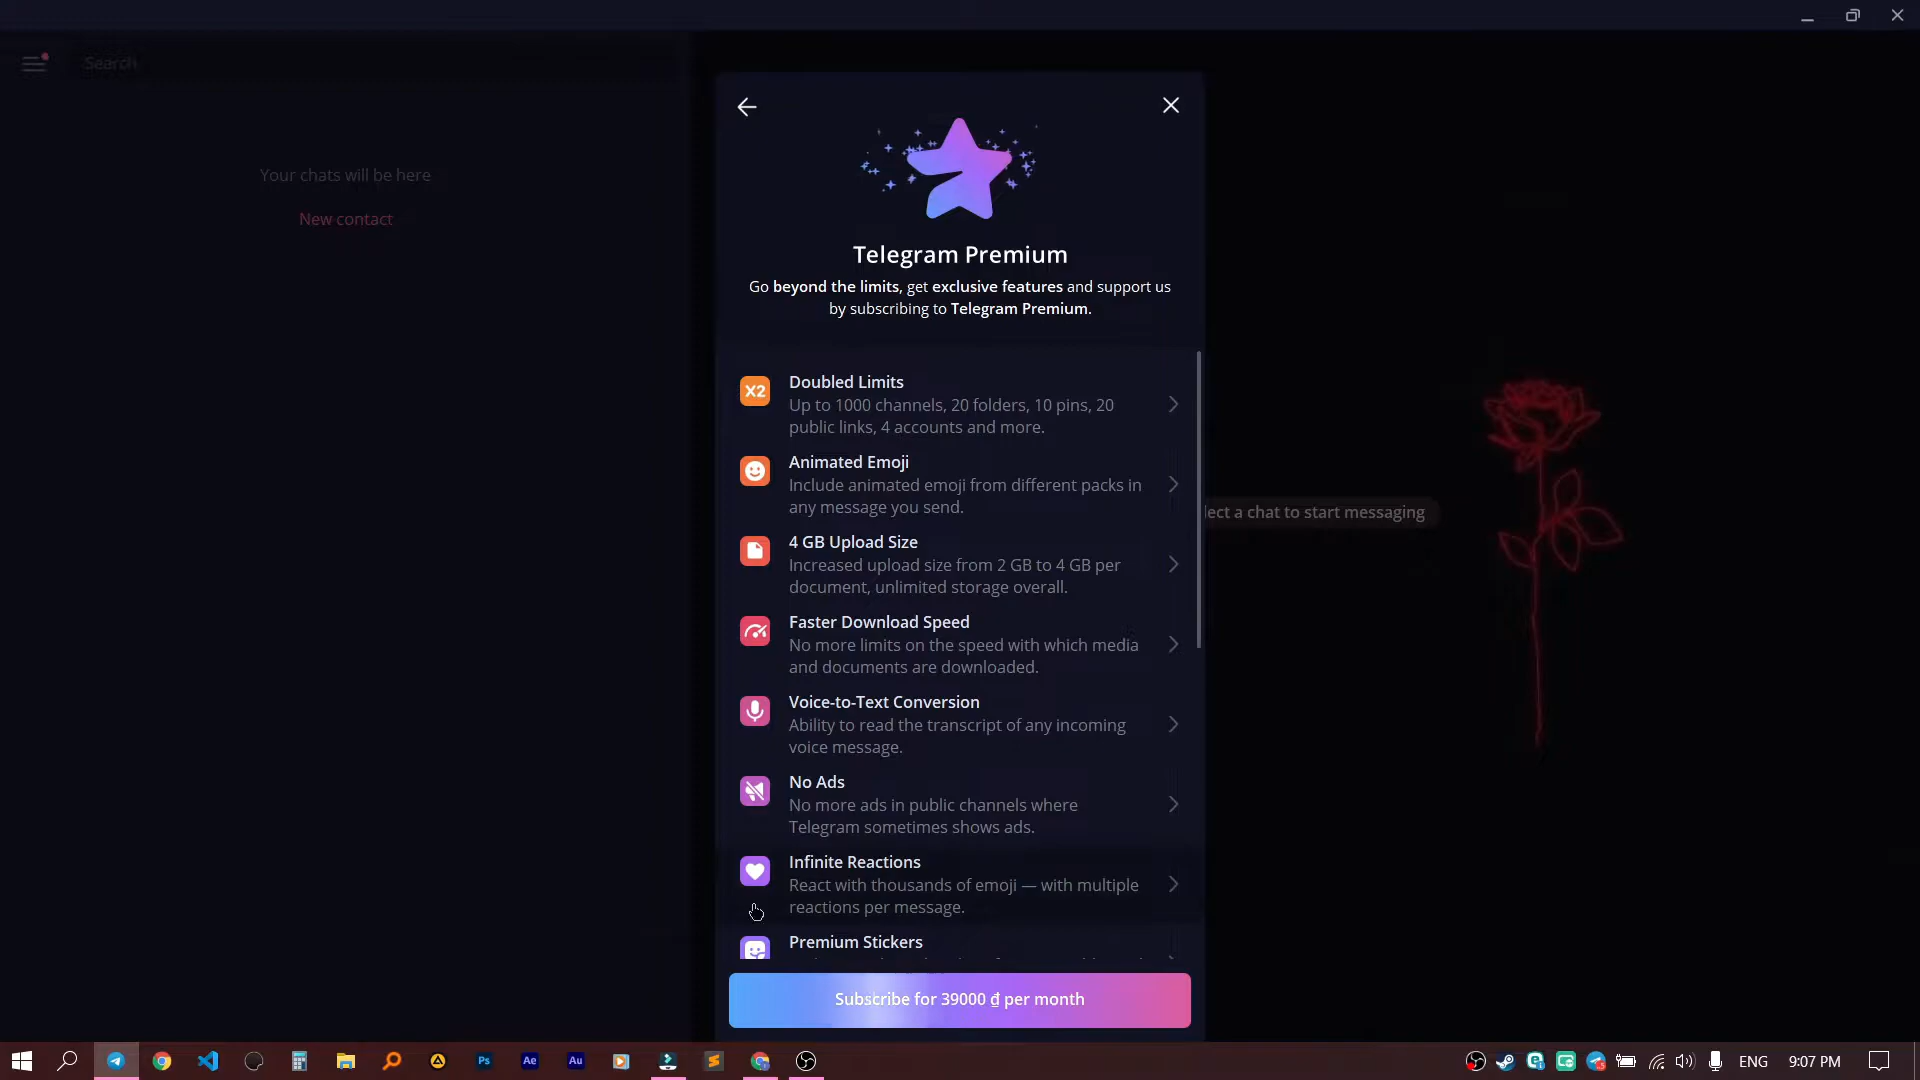 Search
Your chats will be here
New contact
Telegram Premium
Go beyond the limits, get exclusive features and support us
by subscribing to Telegram Premium.
X2
Doubled Limits
Up to 1000 channels, 20 folders, 10 pins, 20
public links, 4 accounts and more.
Animated Emoji
Include animated emoji from different packs in
any message you send.
4 GB Upload Size
Increased upload size from 2 GB to 4 GB per
document, unlimited storage overall.
Faster Download Speed
No more limits on the speed with which media
and documents are downloaded.
Voice-to-Text Conversion
Ability to read the transcript of any incoming
voice message.
No Ads
No more ads in public channels where
Telegram sometimes shows ads.
Infinite Reactions
React with thousands of emoji — with multiple
reactions per message.
Premium Stickers
Subscribe for 39000 ₫ per month
a chat to start messaging
Ps
Ae
Au
ENG
9:07 PM